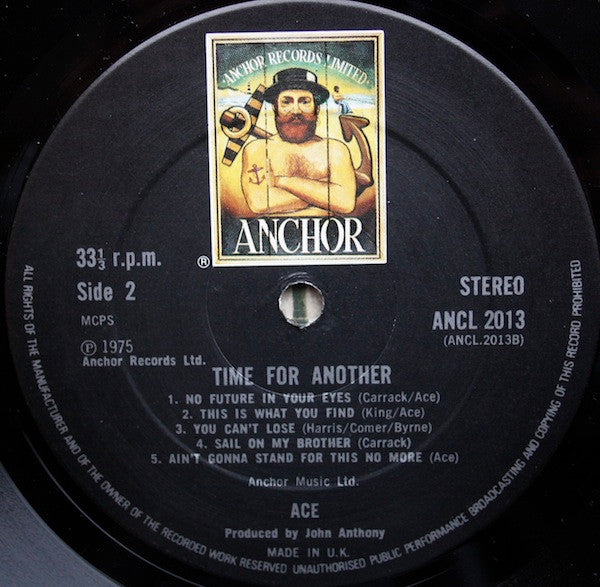 ANCHOR RECORDS LIMITED
ANCHOR
®
33⅓ r.p.m.
Side 2
MCPS
STEREO
ANCL 2013
(ANCL.2013B)
Ⓟ 1975
Anchor Records Ltd.
TIME FOR ANOTHER
1. NO FUTURE IN YOUR EYES (Carrack/Ace)
2. THIS IS WHAT YOU FIND (King/Ace)
3. YOU CAN'T LOSE (Harris/Comer/Byrne)
4. SAIL ON MY BROTHER (Carrack)
5. AIN'T GONNA STAND FOR THIS NO MORE (Ace)
Anchor Music Ltd.
ACE
Produced by John Anthony
MADE IN U.K.
ALL RIGHTS OF THE MANUFACTURER AND OF THE OWNER OF THE RECORDED WORK RESERVED UNAUTHORISED PUBLIC PERFORMANCE BROADCASTING AND COPYING OF THIS RECORD PROHIBITED